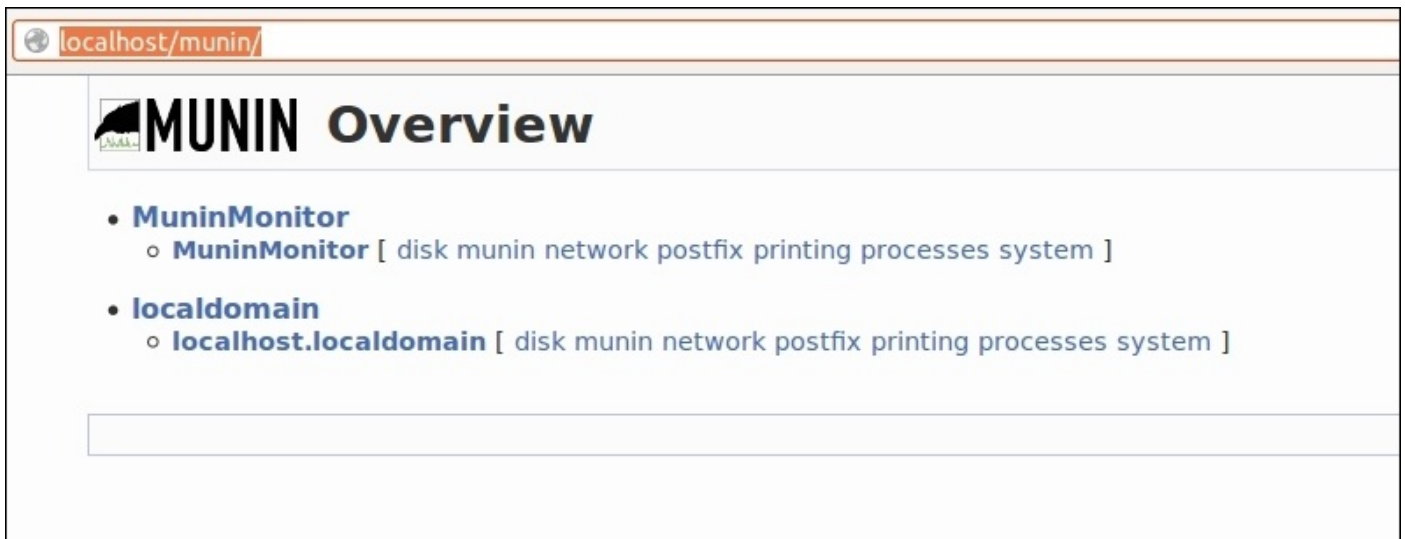 localhost/munin/
MUNIN Overview
MuninMonitor
MuninMonitor [ disk munin network postfix printing processes system ]
localdomain
localhost.localdomain [ disk munin network postfix printing processes system ]